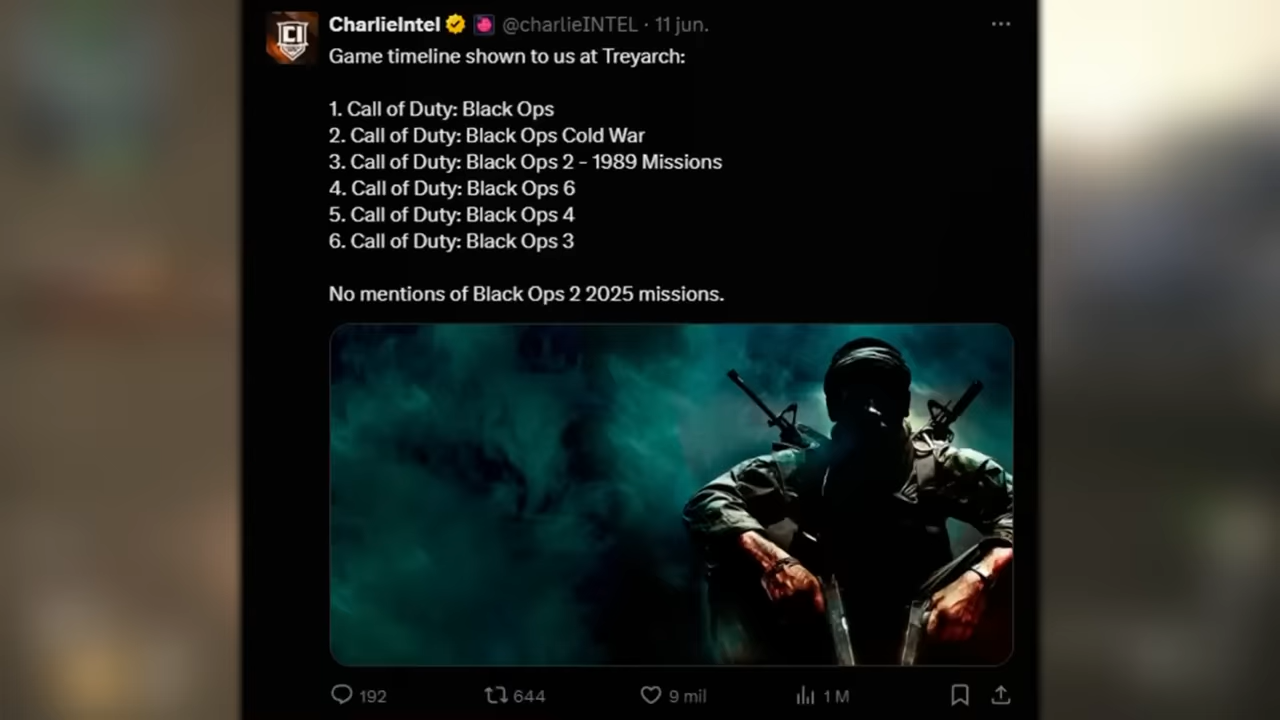 CharlieIntel @charlieINTEL · 11 jun.
CI
Game timeline shown to us at Treyarch:
1. Call of Duty: Black Ops
2. Call of Duty: Black Ops Cold War
3. Call of Duty: Black Ops 2 - 1989 Missions
4. Call of Duty: Black Ops 6
5. Call of Duty: Black Ops 4
6. Call of Duty: Black Ops 3
No mentions of Black Ops 2 2025 missions.
192 644 9 mil 1 M